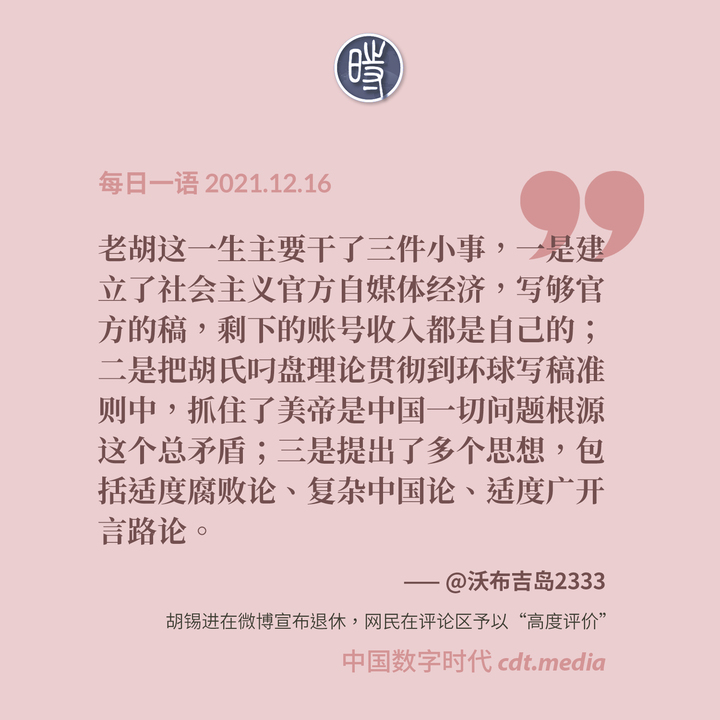 時
每日一语 2021.12.16
老胡这一生主要干了三件小事，一是建
立了社会主义官方自媒体经济，写够官
方的稿，剩下的账号收入都是自己的；
二是把胡氏叼盘理论贯彻到环球写稿准
则中，抓住了美帝是中国一切问题根源
这个总矛盾；三是提出了多个思想，包
括适度腐败论、复杂中国论、适度广开
言路论。
—— @沃布吉岛2333
胡锡进在微博宣布退休，网民在评论区予以“高度评价”
中国数字时代 cdt.media